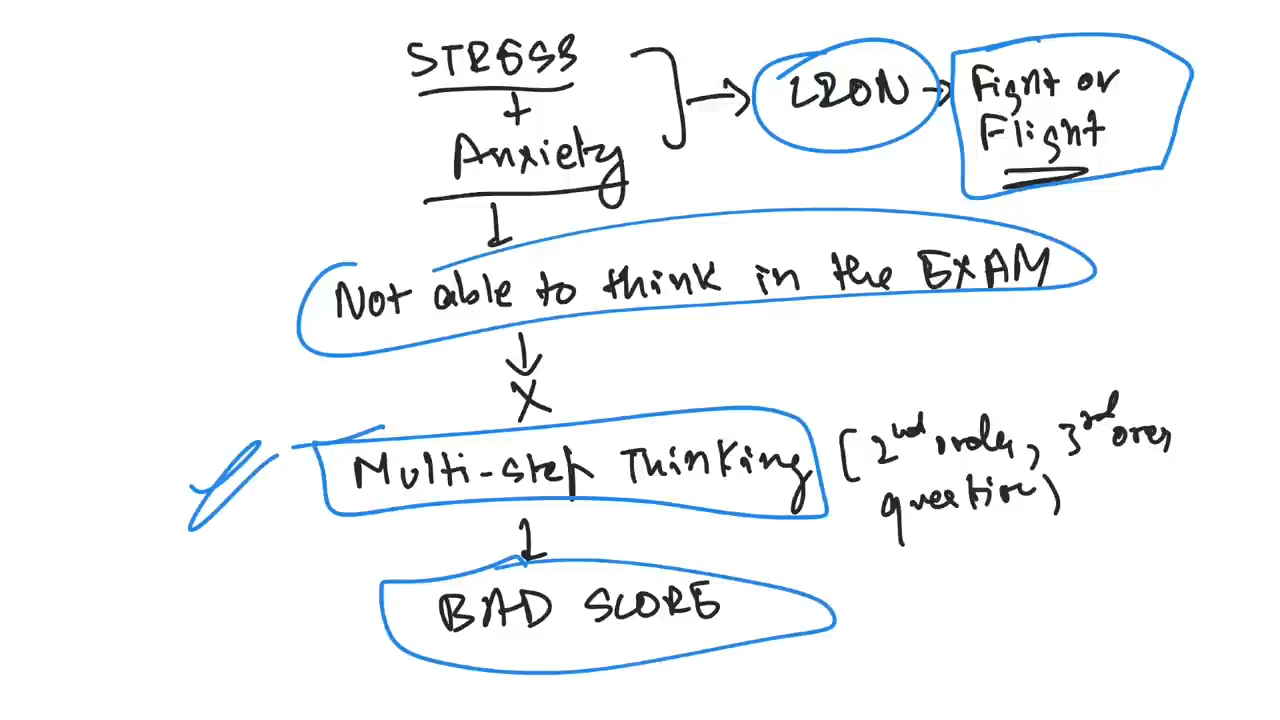 STRESS
+
Anxiety
LION
Fight or
Flight
Not able to think in the EXAM
X
Multi-step Thinking
[2nd order, 3rd order
question)
BAD SCORE